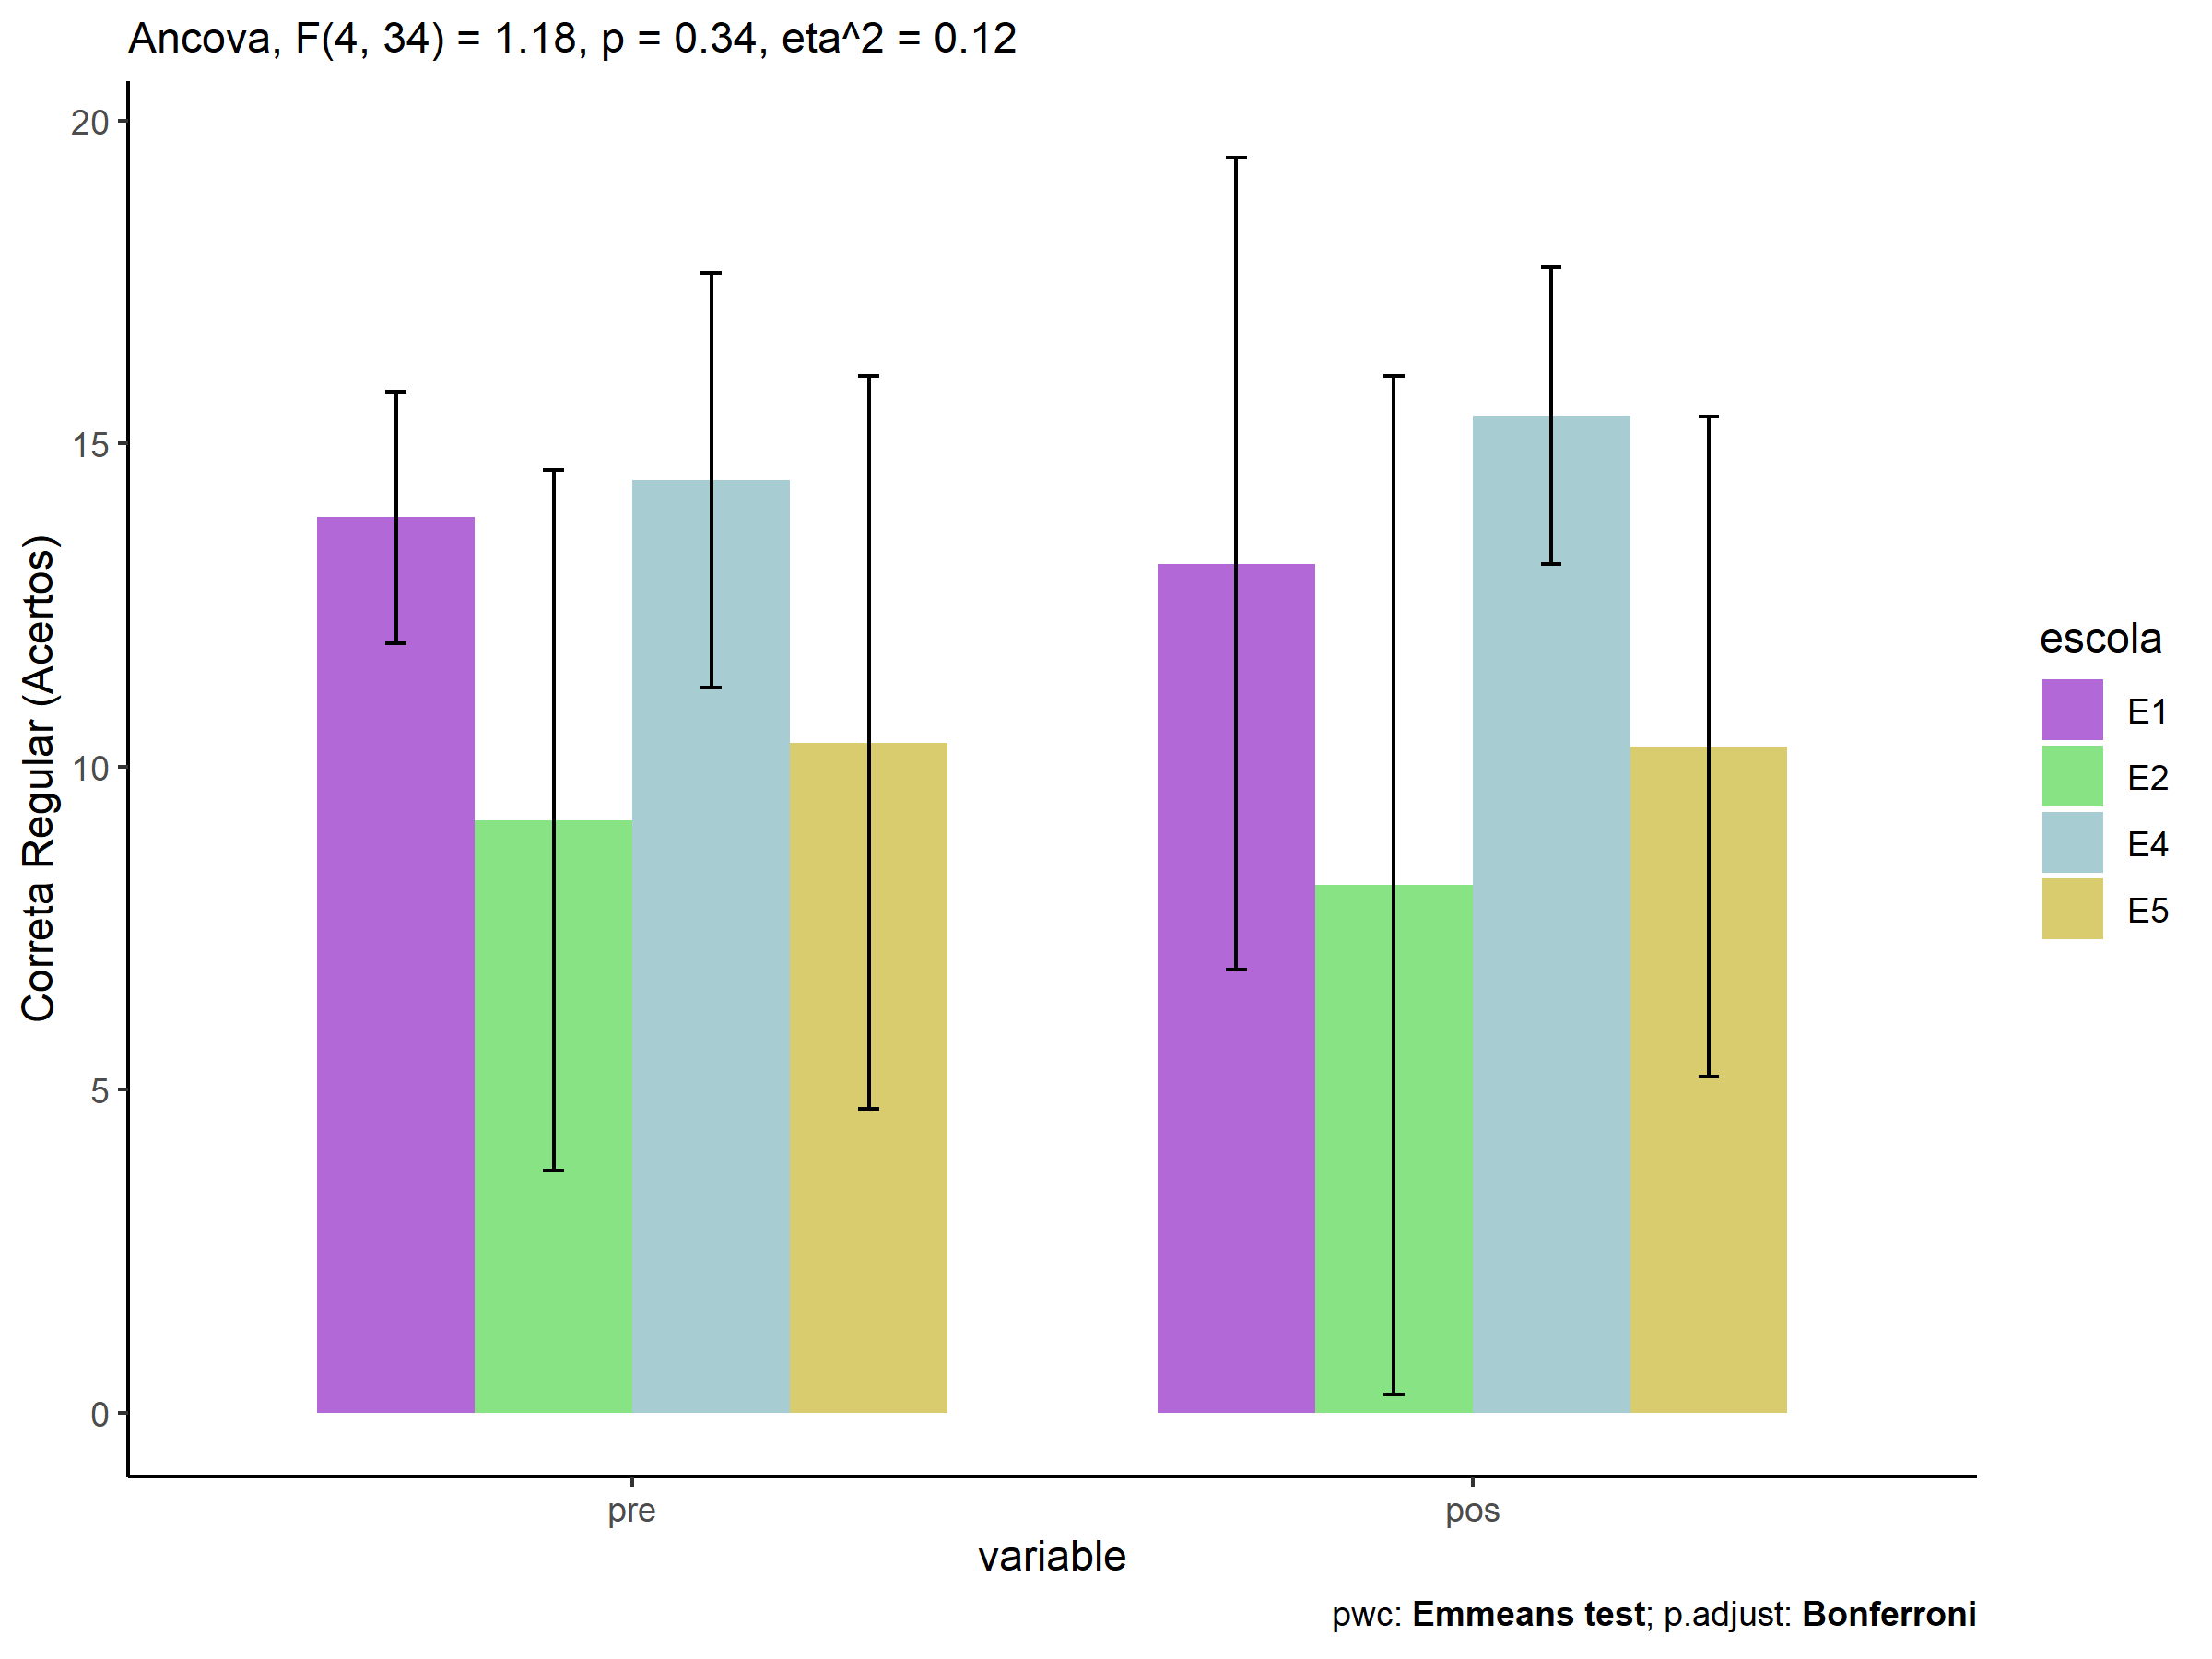 Ancova, F(4, 34) = 1.18, p = 0.34, eta^2 = 0.12
20
15
10
5
0
Correta Regular (Acertos)
pre
pos
variable
escola
E1
E2
E4
E5
pwc: Emmeans test; p.adjust: Bonferroni